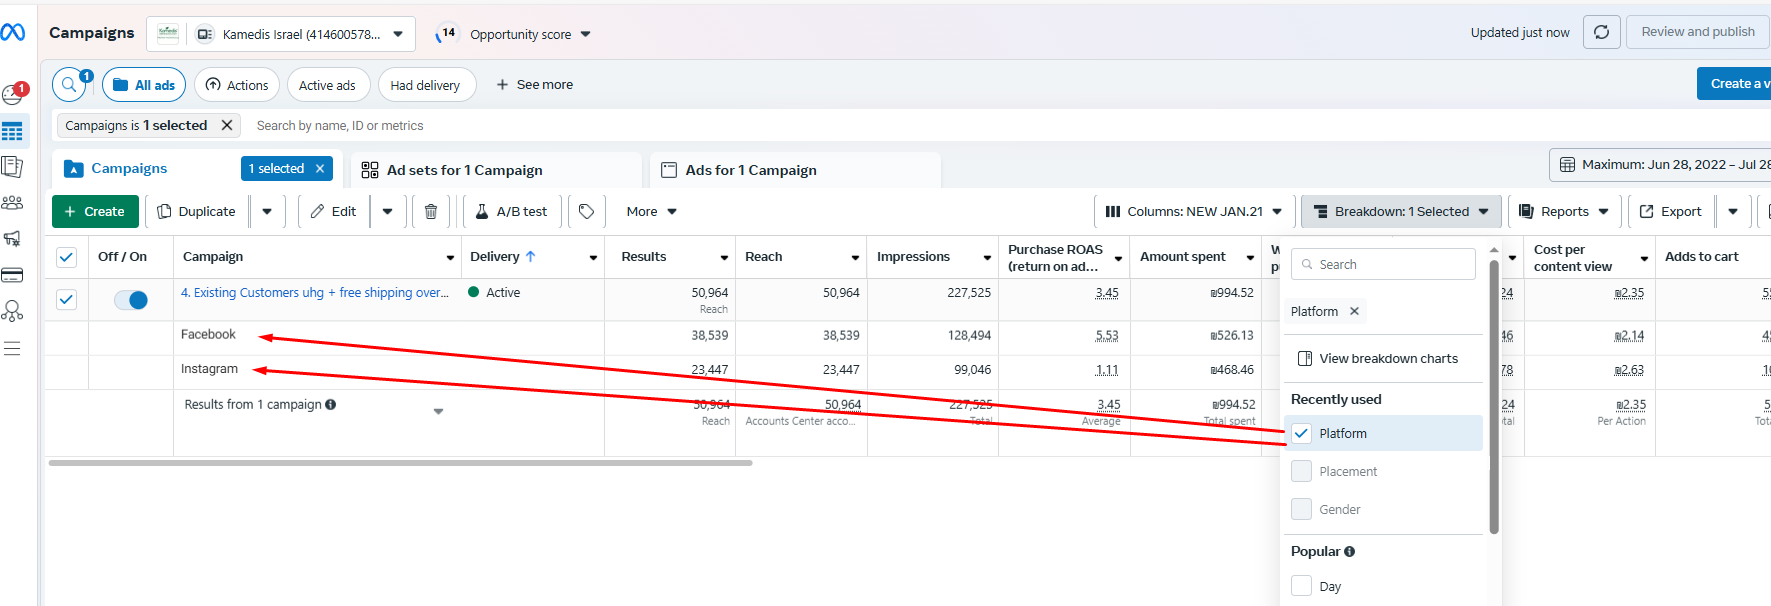 Campaigns
Kamedis Israel (414600578...
14 Opportunity score
Updated just now
Review and publish
1
1
All ads
Actions
Active ads
Had delivery
+ See more
Create a v
Campaigns is 1 selected
Search by name, ID or metrics
Campaigns
1 selected
Ad sets for 1 Campaign
Ads for 1 Campaign
Maximum: Jun 28, 2022 – Jul 28
+ Create
Duplicate
Edit
A/B test
More
Columns: NEW JAN.21
Breakdown: 1 Selected
Reports
Export
Off / On
Campaign
Delivery ↑
Results
Reach
Impressions
Purchase ROAS
(return on ad...
Amount spent
W
Cost per
content view
Adds to cart
4. Existing Customers uhg + free shipping over...
Active
50,964
Reach
50,964
227,525
3.45
₪994.52
24
₪2.35
Facebook
38,539
38,539
128,494
5.53
₪526.13
46
₪2.14
Instagram
23,447
23,447
99,046
1.11
₪468.46
78
₪2.63
Results from 1 campaign
50,964
Reach
50,964
Accounts Center acco...
227,525
Total
3.45
Average
₪994.52
Total spent
24
₪2.35
Per Action
Search
Platform
View breakdown charts
Recently used
Platform
Placement
Gender
Popular
Day